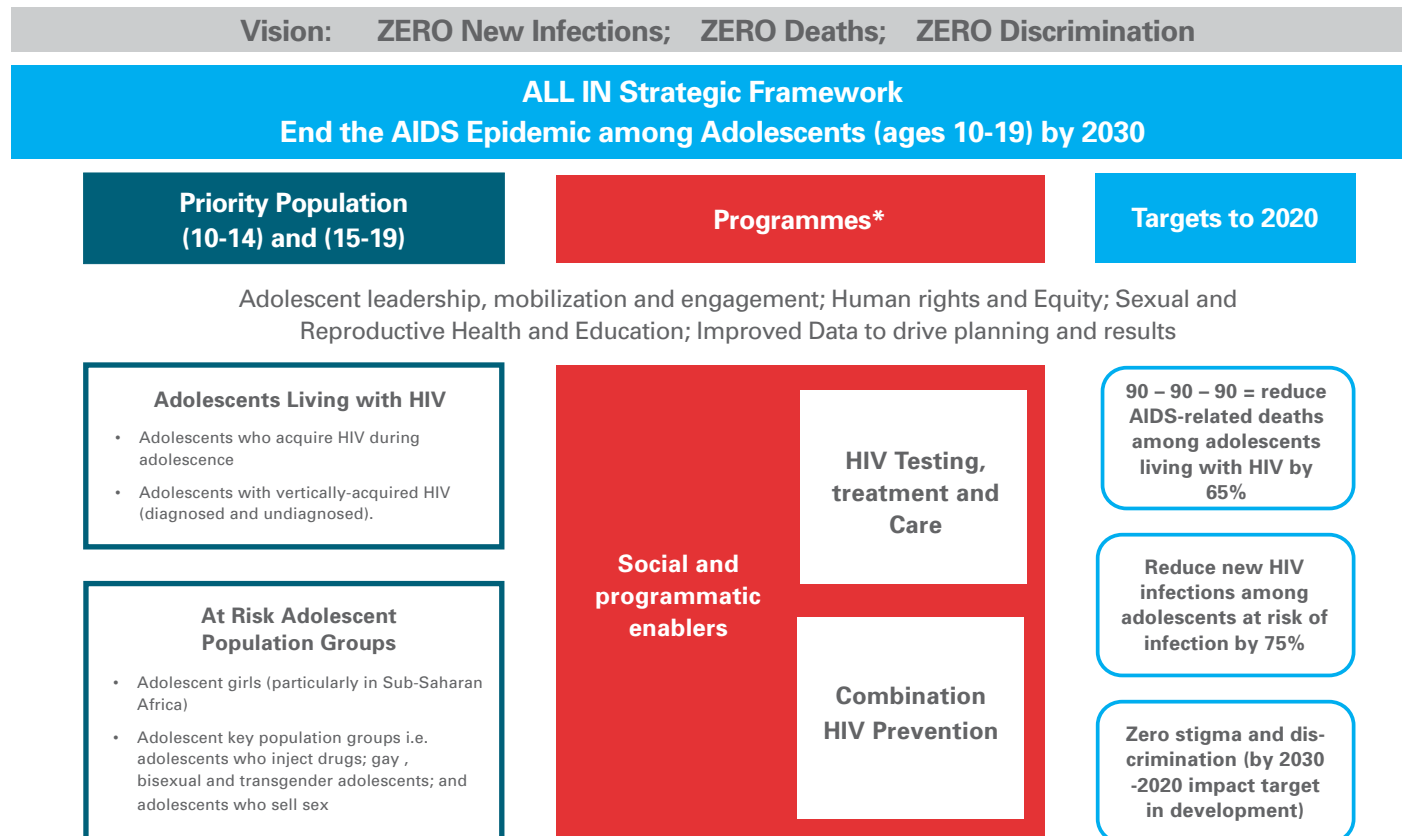 Vision: ZERO New Infections; ZERO Deaths; ZERO Discrimination
ALL IN Strategic Framework
End the AIDS Epidemic among Adolescents (ages 10-19) by 2030
Priority Population
(10-14) and (15-19)
Programmes*
Targets to 2020
Adolescent leadership, mobilization and engagement; Human rights and Equity; Sexual and
Reproductive Health and Education; Improved Data to drive planning and results
Adolescents Living with HIV
• Adolescents who acquire HIV during
adolescence
• Adolescents with vertically-acquired HIV
(diagnosed and undiagnosed).
At Risk Adolescent
Population Groups
• Adolescent girls (particularly in Sub-Saharan
Africa)
• Adolescent key population groups i.e.
adolescents who inject drugs; gay ,
bisexual and transgender adolescents; and
adolescents who sell sex
Social and
programmatic
enablers
HIV Testing,
treatment and
Care
Combination
HIV Prevention
90 – 90 – 90 = reduce
AIDS-related deaths
among adolescents
living with HIV by
65%
Reduce new HIV
infections among
adolescents at risk of
infection by 75%
Zero stigma and dis-
crimination (by 2030
-2020 impact target
in development)